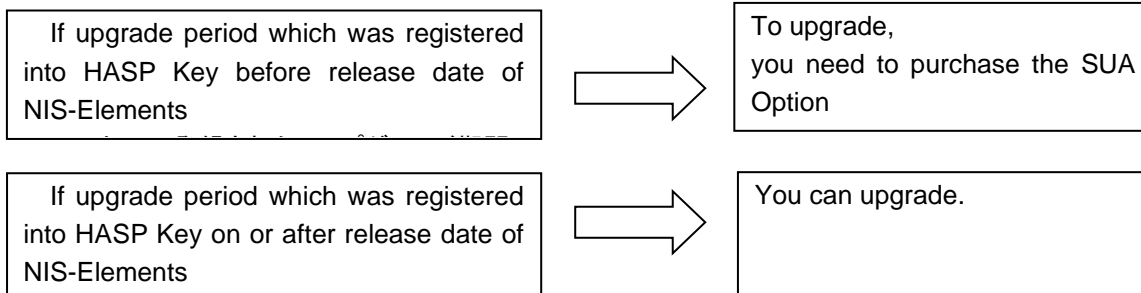 If upgrade period which was registered
into HASP Key before release date of
NIS-Elements
To upgrade,
you need to purchase the SUA
Option
If upgrade period which was registered
into HASP Key on or after release date of
NIS-Elements
You can upgrade.